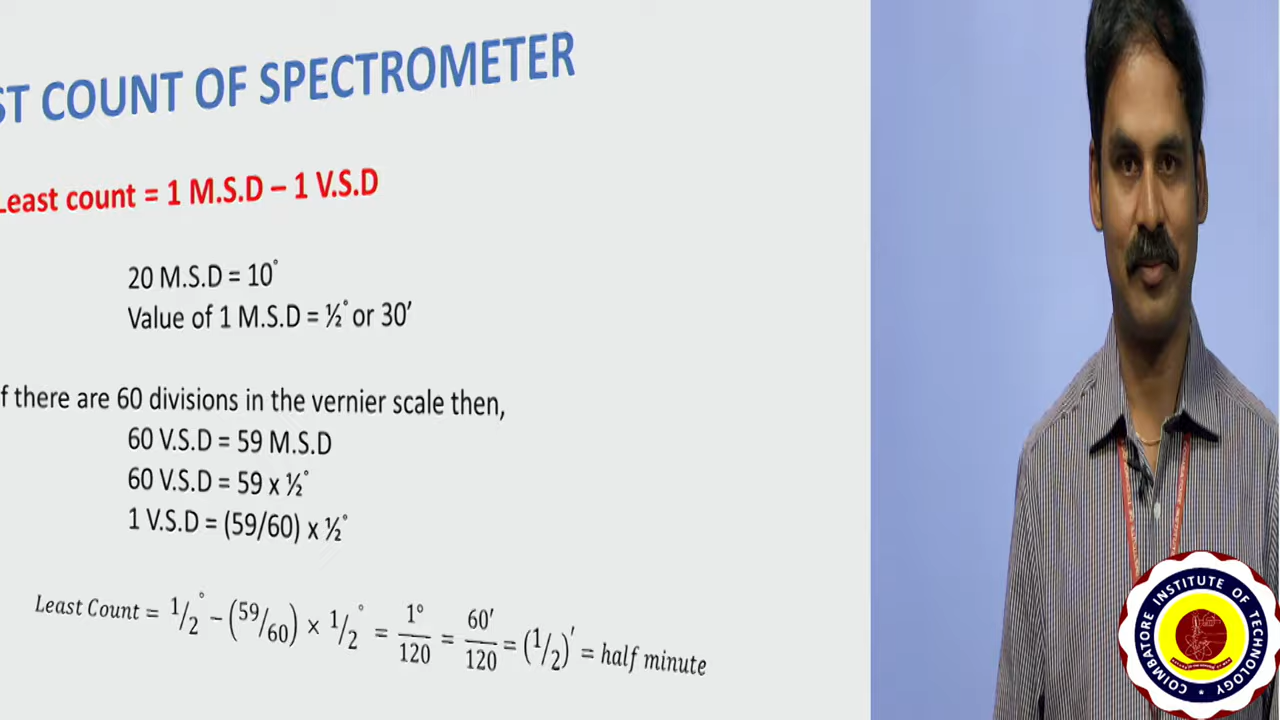 ST COUNT OF SPECTROMETER
Least count = 1 M.S.D – 1 V.S.D
20 M.S.D = 10°
Value of 1 M.S.D = ½° or 30′
f there are 60 divisions in the vernier scale then,
60 V.S.D = 59 M.S.D
60 V.S.D = 59 x ½°
1 V.S.D = (59/60) x ½°
Least Count = 1/2° − (59/60) × 1/2° = 1°/120 = 60′/120 = (1/2)′ = half minute
COIMBATORE INSTITUTE OF TECHNOLOGY